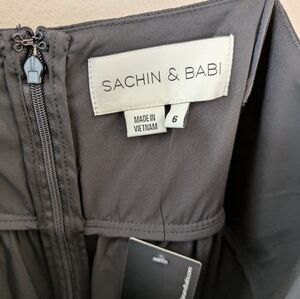 SACHIN & BABI
MADE IN
VIETNAM
6